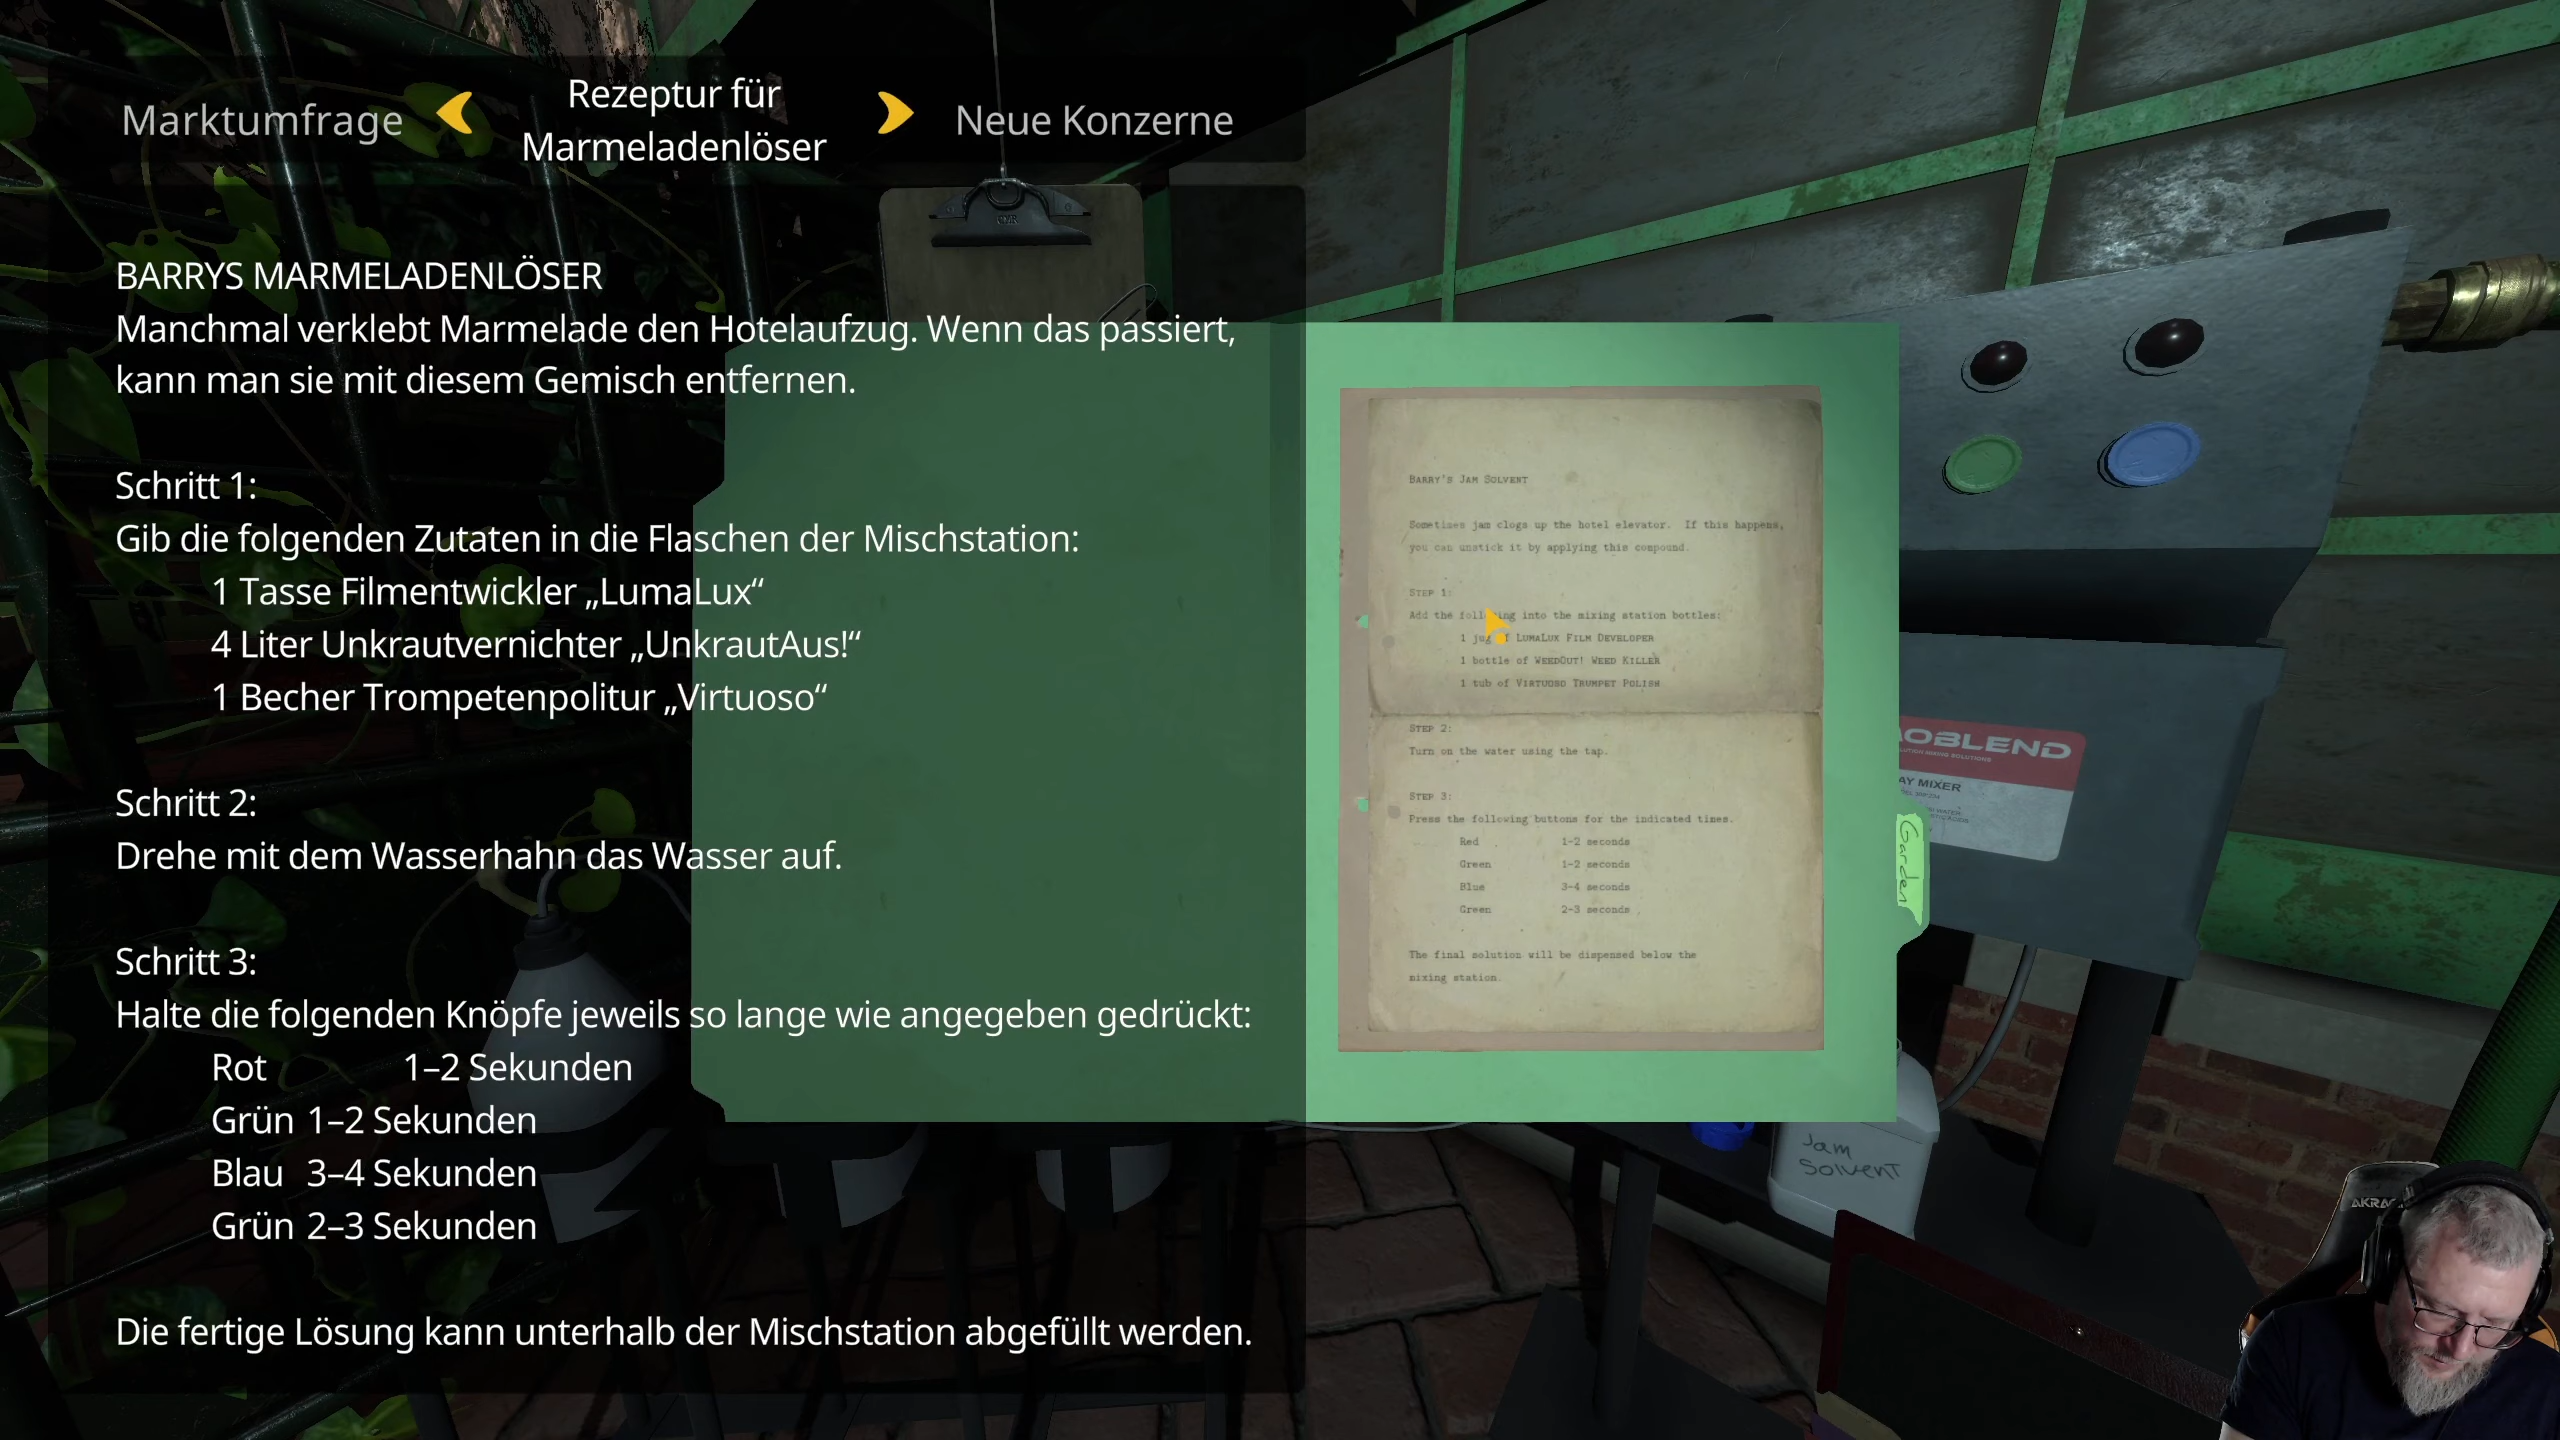 Marktumfrage
Rezeptur für
Marmeladenlöser
Neue Konzerne
BARRYS MARMELADENLÖSER
Manchmal verklebt Marmelade den Hotelaufzug. Wenn das passiert,
kann man sie mit diesem Gemisch entfernen.
Schritt 1:
Gib die folgenden Zutaten in die Flaschen der Mischstation:
1 Tasse Filmentwickler „LumaLux“
4 Liter Unkrautvernichter „UnkrautAus!“
1 Becher Trompetenpolitur „Virtuoso“
Schritt 2:
Drehe mit dem Wasserhahn das Wasser auf.
Schritt 3:
Halte die folgenden Knöpfe jeweils so lange wie angegeben gedrückt:
Rot 1–2 Sekunden
Grün 1–2 Sekunden
Blau 3–4 Sekunden
Grün 2–3 Sekunden
Die fertige Lösung kann unterhalb der Mischstation abgefüllt werden.
BARRY'S JAM SOLVENT
Sometimes jam clogs up the hotel elevator. If this happens,
you can unstick it by applying this compound.
STEP 1:
Add the following into the mixing station bottles:
1 jug of LUMALUX FILM DEVELOPER
1 bottle of WEEDOUT! WEED KILLER
1 tub of VIRTUOSO TRUMPET POLISH
STEP 2:
Turn on the water using the tap.
STEP 3:
Press the following buttons for the indicated times.
Red 1-2 seconds
Green 1-2 seconds
Blue 3-4 seconds
Green 2-3 seconds
The final solution will be dispensed below the
mixing station.
Garden
OBLEND
AY MIXER
Jam
Solvent
AKRA